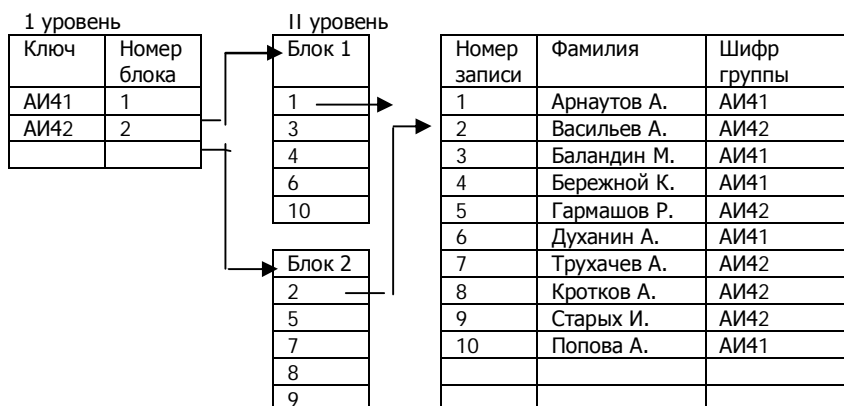 1 уровень
II уровень
Ключ Номер блока
АИ41 1
АИ42 2
Блок 1
1
3
4
6
10
Блок 2
2
5
7
8
9
Номер записи Фамилия Шифр группы
1 Арнаутов А. АИ41
2 Васильев А. АИ42
3 Баландин М. АИ41
4 Бережной К. АИ41
5 Гармашов Р. АИ42
6 Духанин А. АИ41
7 Трухачев А. АИ42
8 Кротков А. АИ42
9 Старых И. АИ42
10 Попова А. АИ41